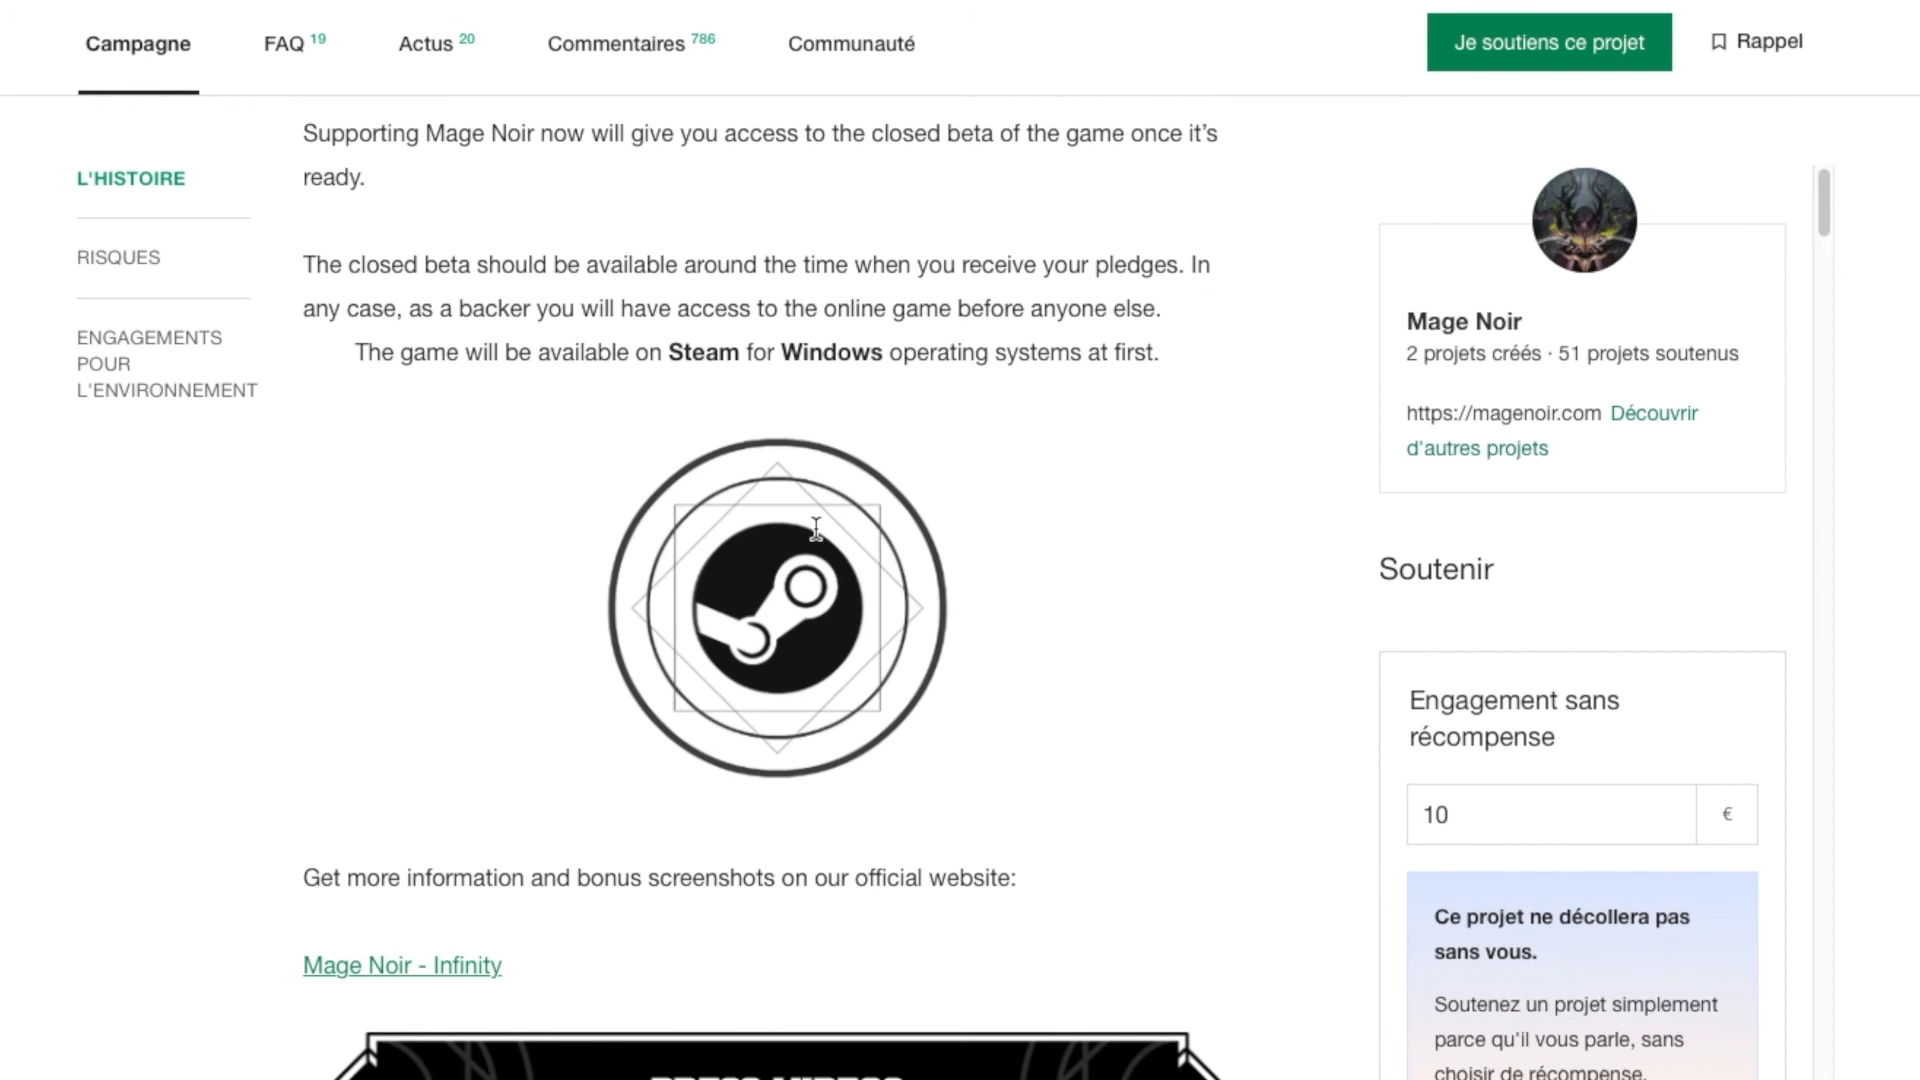 Campagne
FAQ 19
Actus 20
Commentaires 786
Communauté
Je soutiens ce projet
Rappel
L'HISTOIRE
RISQUES
ENGAGEMENTS
POUR
L'ENVIRONNEMENT
Supporting Mage Noir now will give you access to the closed beta of the game once it’s
ready.
The closed beta should be available around the time when you receive your pledges. In
any case, as a backer you will have access to the online game before anyone else.
The game will be available on Steam for Windows operating systems at first.
Get more information and bonus screenshots on our official website:
Mage Noir - Infinity
Mage Noir
2 projets créés · 51 projets soutenus
https://magenoir.com Découvrir
d'autres projets
Soutenir
Engagement sans
récompense
10
€
Ce projet ne décollera pas
sans vous.
Soutenez un projet simplement
parce qu'il vous parle, sans
choisir de récompense.